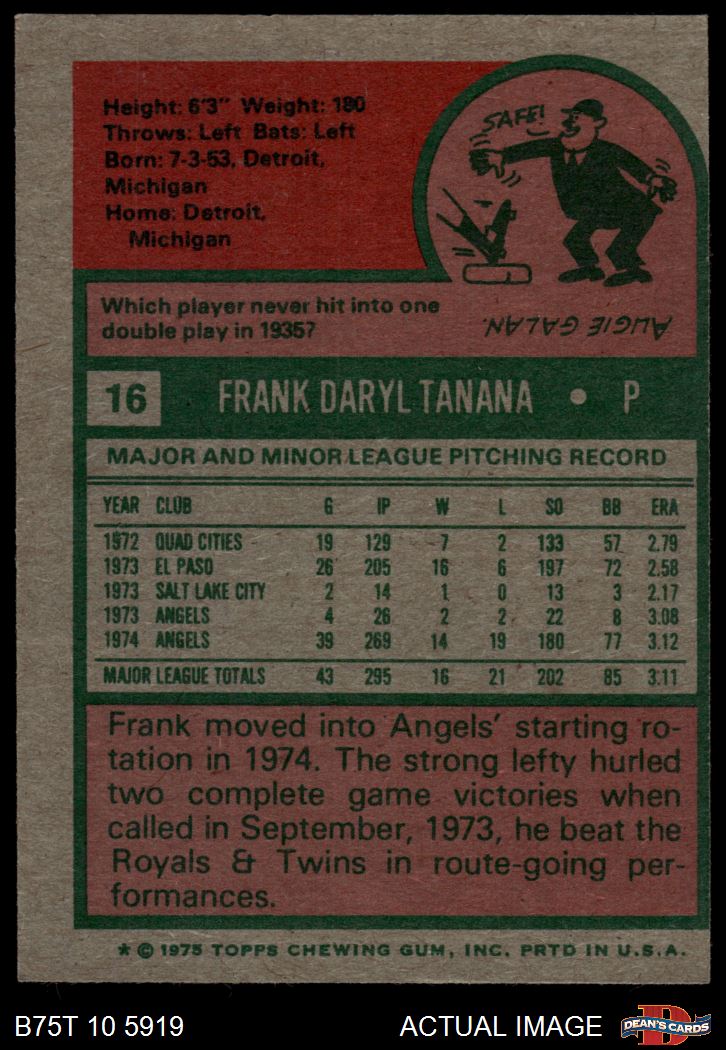 Height: 6'3" Weight: 180
Throws: Left Bats: Left
Born: 7-3-53, Detroit,
Michigan
Home: Detroit,
Michigan
SAFE!
Which player never hit into one
double play in 1935?
AUGIE GALAN.
16 FRANK DARYL TANANA • P
MAJOR AND MINOR LEAGUE PITCHING RECORD
YEAR CLUB G IP W L SO BB ERA
1972 QUAD CITIES 19 129 7 2 133 57 2.79
1973 EL PASO 26 205 16 6 197 72 2.58
1973 SALT LAKE CITY 2 14 1 0 13 3 2.17
1973 ANGELS 4 26 2 2 22 8 3.08
1974 ANGELS 39 269 14 19 180 77 3.12
MAJOR LEAGUE TOTALS 43 295 16 21 202 85 3.11
Frank moved into Angels' starting ro-
tation in 1974. The strong lefty hurled
two complete game victories when
called in September, 1973, he beat the
Royals & Twins in route-going per-
formances.
* © 1975 TOPPS CHEWING GUM, INC. PRTD IN U.S.A.
B75T 10 5919 ACTUAL IMAGE DEAN'S CARDS